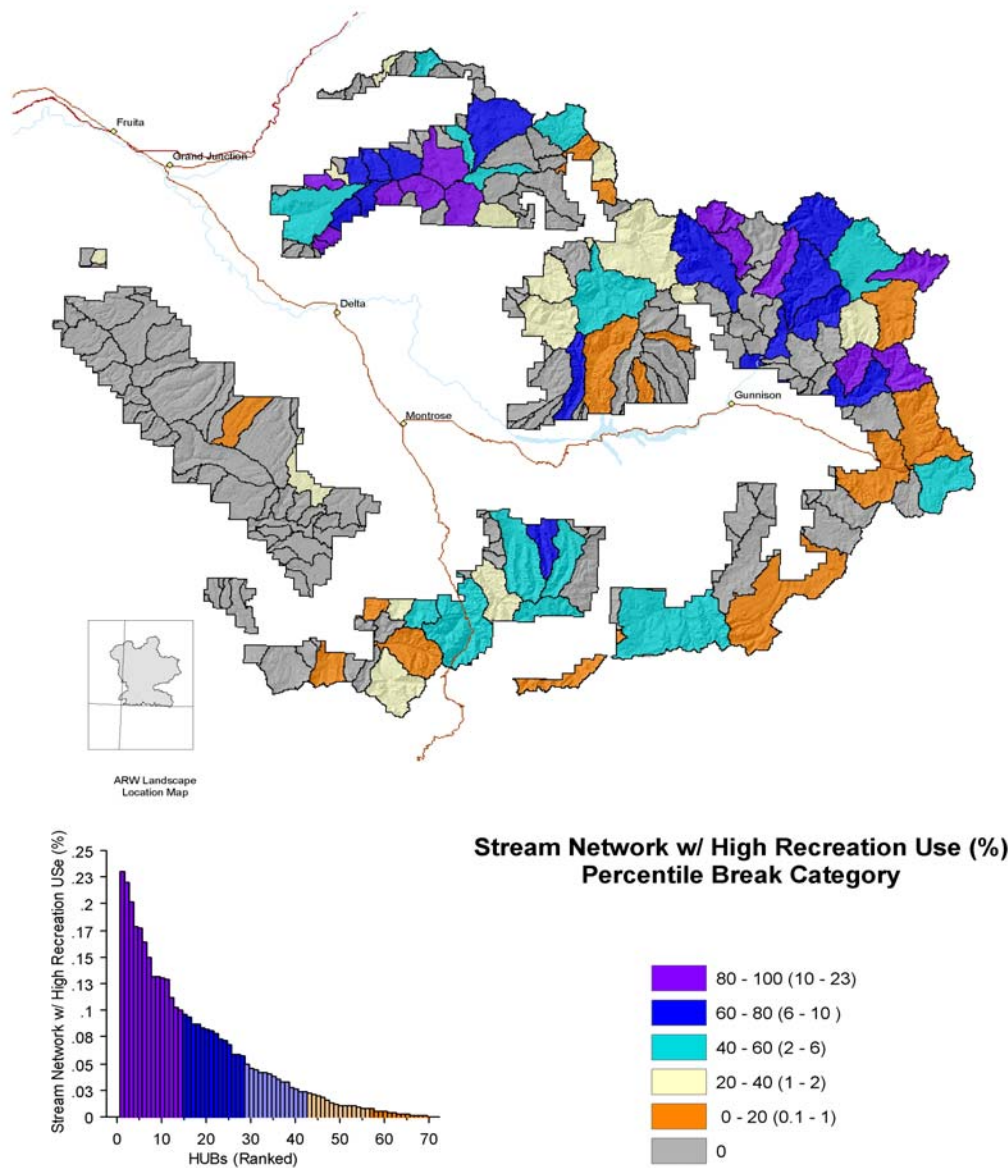 Fruita
Grand Junction
Delta
Montrose
Gunnison
ARW Landscape
Location Map
Stream Network w/ High Recreation USe (%)
.25
.23
.2
.17
.15
.13
.1
.08
.05
.03
0
0 10 20 30 40 50 60 70
HUBs (Ranked)
Stream Network w/ High Recreation Use (%)
Percentile Break Category
80 - 100 (10 - 23)
60 - 80 (6 - 10 )
40 - 60 (2 - 6)
20 - 40 (1 - 2)
0 - 20 (0.1 - 1)
0